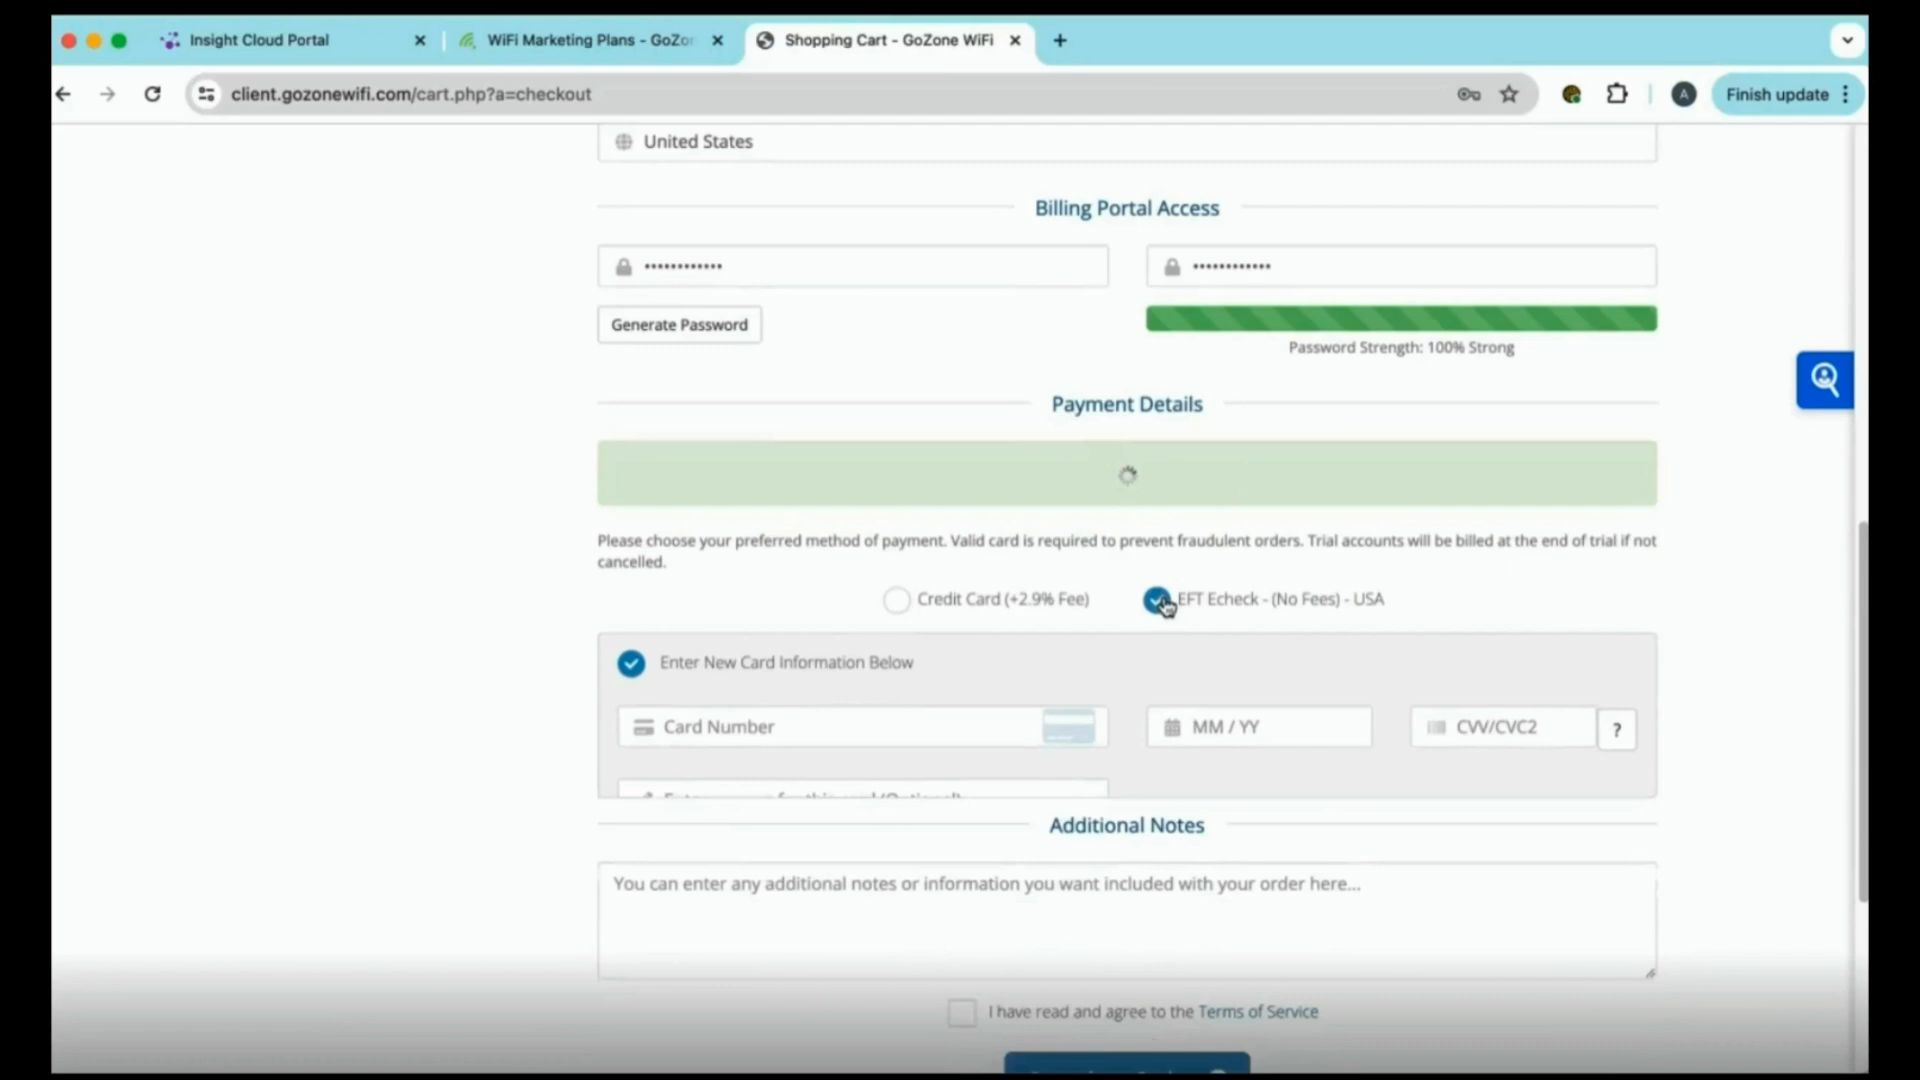 Insight Cloud Portal
WiFi Marketing Plans - GoZo
Shopping Cart - GoZone WiFi
client.gozonewifi.com/cart.php?a=checkout
A
Finish update
United States
Billing Portal Access
•••••••••••• ••••••••••••
Generate Password
Password Strength: 100% Strong
Payment Details
Please choose your preferred method of payment. Valid card is required to prevent fraudulent orders. Trial accounts will be billed at the end of trial if not
cancelled.
Credit Card (+2.9% Fee)
EFT Echeck - (No Fees) - USA
Enter New Card Information Below
Card Number
MM / YY
CVV/CVC2
?
Additional Notes
You can enter any additional notes or information you want included with your order here...
I have read and agree to the Terms of Service